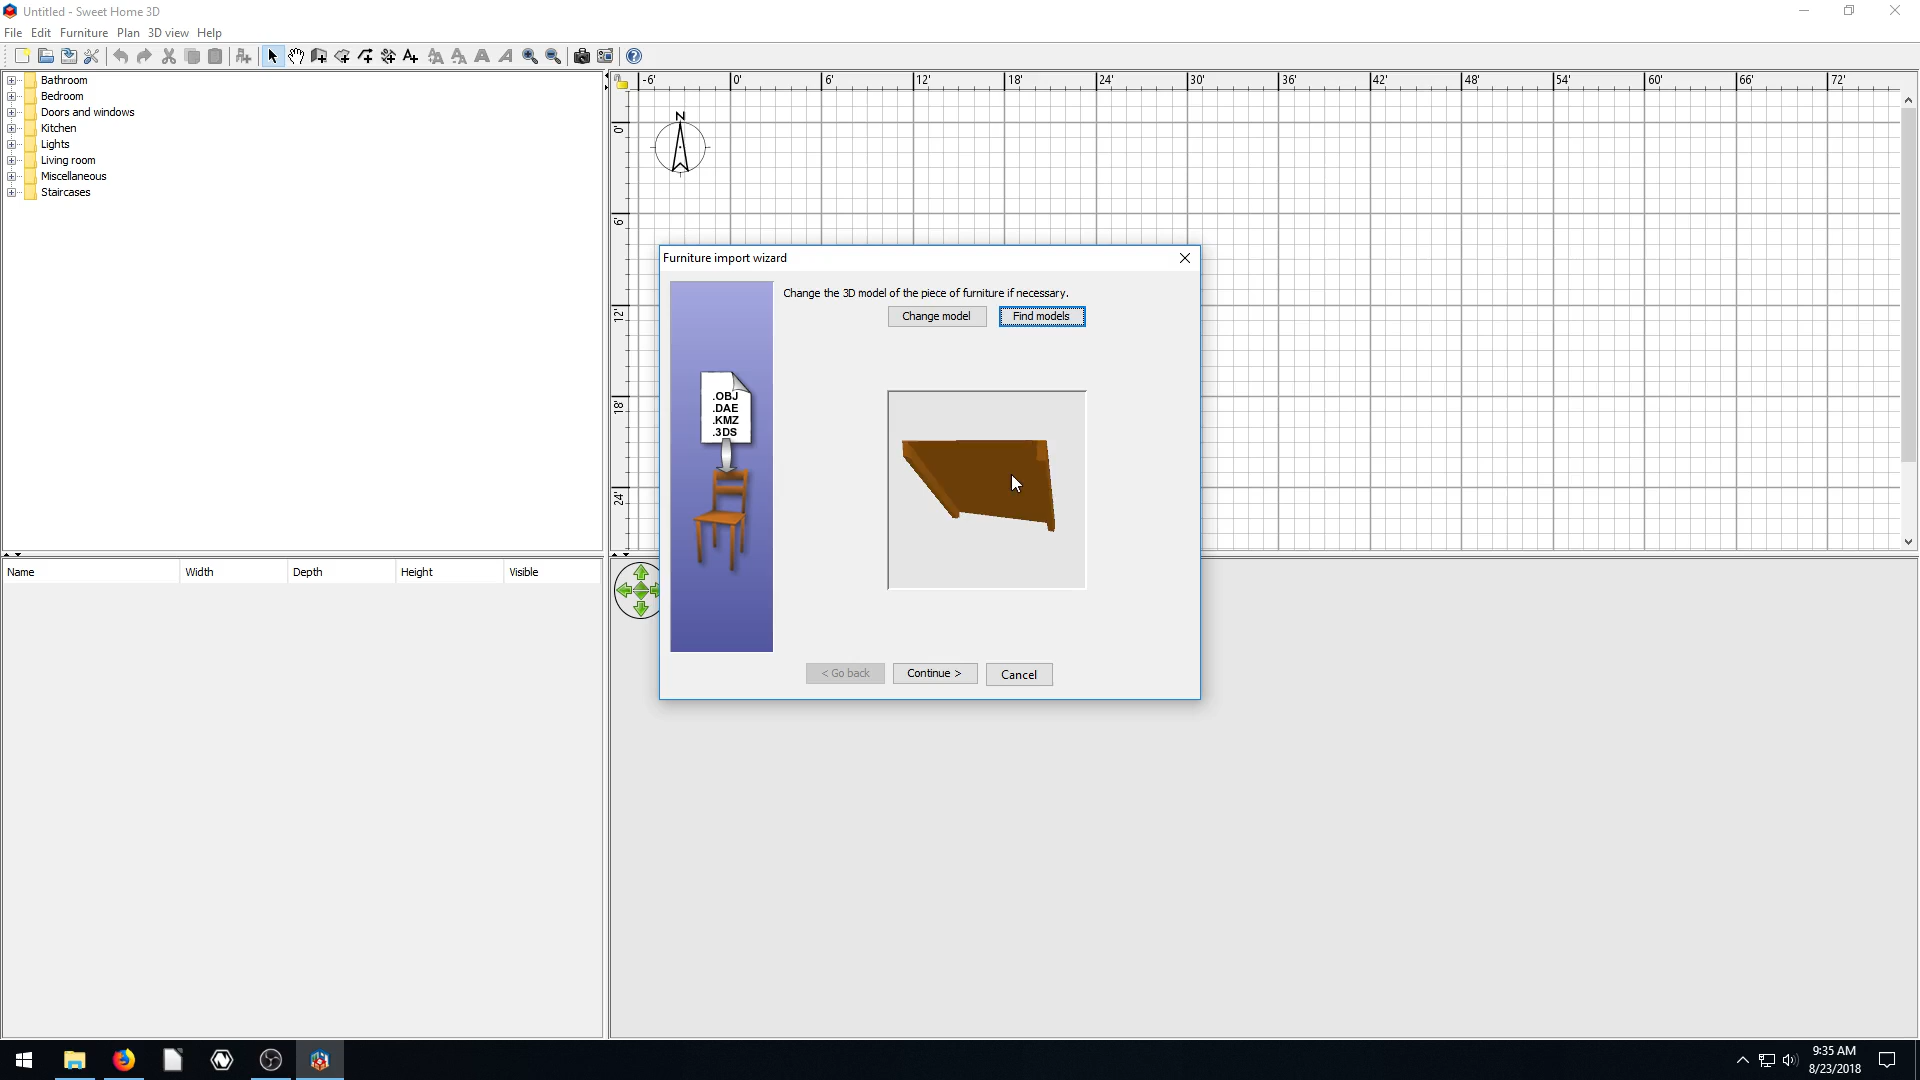 Untitled - Sweet Home 3D
File Edit Furniture Plan 3D view Help
Bathroom
Bedroom
Doors and windows
Kitchen
Lights
Living room
Miscellaneous
Staircases
-6' 0' 6' 12' 18' 24' 30' 36' 42' 48' 54' 60' 66' 72'
N
0'
6'
12'
18'
24'
Furniture import wizard
Change the 3D model of the piece of furniture if necessary.
Change model Find models
.OBJ
.DAE
.KMZ
.3DS
< Go back Continue > Cancel
Name Width Depth Height Visible
9:35 AM
8/23/2018